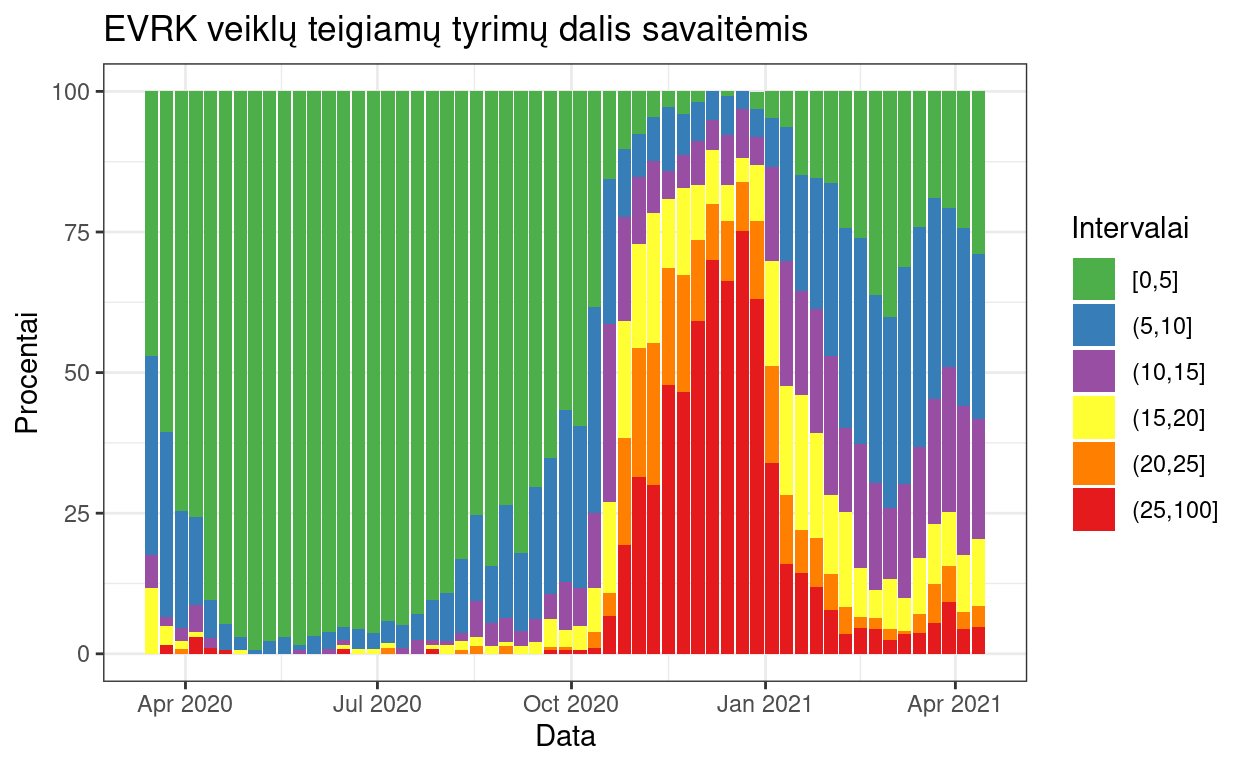 EVRK veiklų teigiamų tyrimų dalis savaitėmis
100
75
50
25
0
Procentai
Apr 2020
Jul 2020
Oct 2020
Jan 2021
Apr 2021
Data
Intervalai
[0,5]
(5,10]
(10,15]
(15,20]
(20,25]
(25,100]